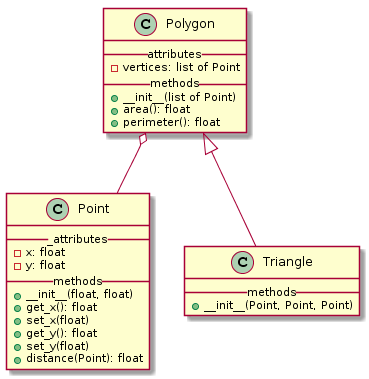 C Polygon
attributes
vertices: list of Point
methods
__init__(list of Point)
area(): float
perimeter(): float
C Point
attributes
x: float
y: float
methods
__init__(float, float)
get_x(): float
set_x(float)
get_y(): float
set_y(float)
distance(Point): float
C Triangle
methods
__init__(Point, Point, Point)